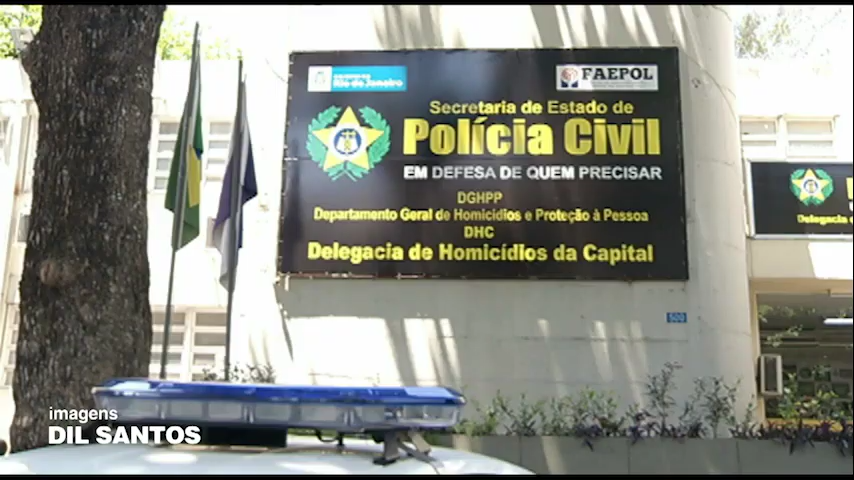 Rio de Janeiro
FAEPOL
Secretaria de Estado de
Polícia Civil
EM DEFESA DE QUEM PRECISAR
DGHPP
Departamento Geral de Homicídios e Proteção à Pessoa
DHC
Delegacia de Homicídios da Capital
Delegacia
500
imagens
DIL SANTOS